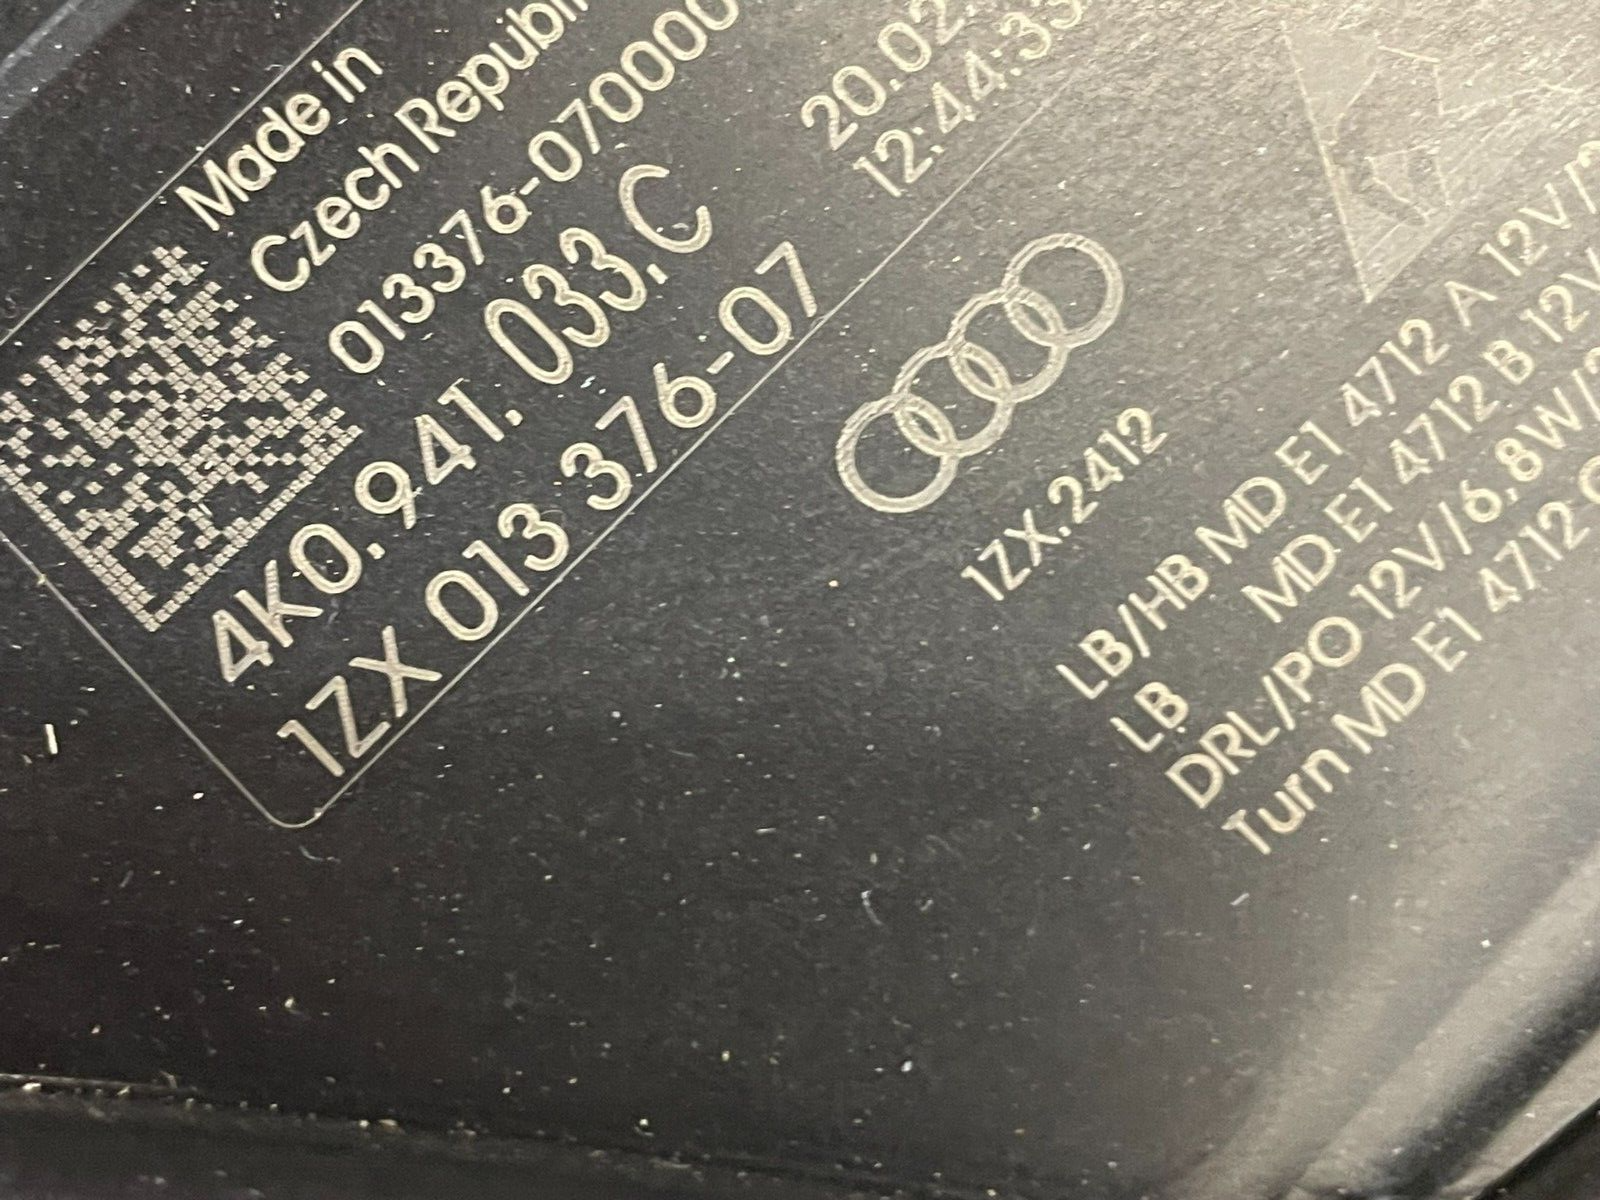 Made in
Czech Republi
013376-070000
4K0.941.033.C
1ZX 013 376-07
20.02.
12:44:33
1ZX.2412
LB/HB MD E1 4712 A 12V/
LB MD E1 4712 B 12V
DRL/PO 12V/6,8W/
Turn MD E1 4712